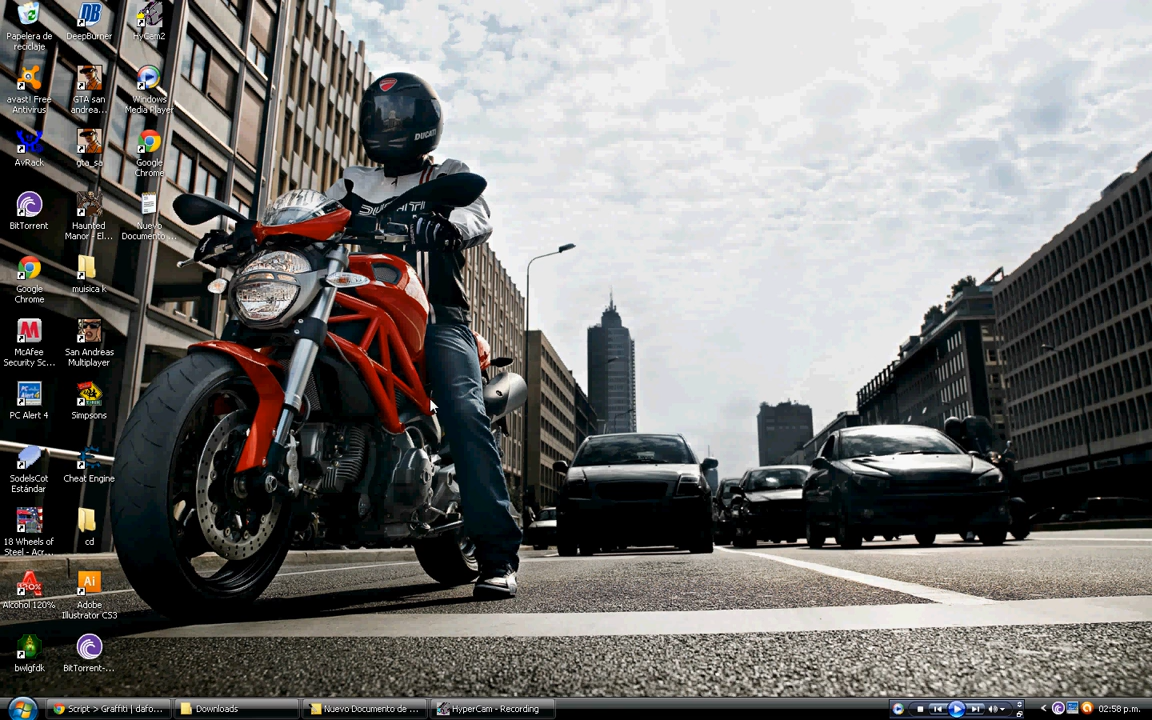 Papelera de
reciclaje
DeepBurner
HyCam2
avast! Free
Antivirus
GTA san
andrea...
Windows
Media Player
AvRack
gta_sa
Google
Chrome
BitTorrent
Haunted
Manor - El...
Nuevo
Documento ...
Google
Chrome
muisica k
McAfee
Security Sc...
San Andreas
Multiplayer
PC Alert 4
Simpsons
SodelsCot
Estándar
Cheat Engine
18 Wheels of
Steel - Acr...
cd
Alcohol 120%
Adobe
Illustrator CS3
bwlgfdk
BitTorrent-...
DUCATI
DUCATI
Script > Graffiti | dafo...
Downloads
Nuevo Documento de ...
HyperCam - Recording
02:58 p.m.